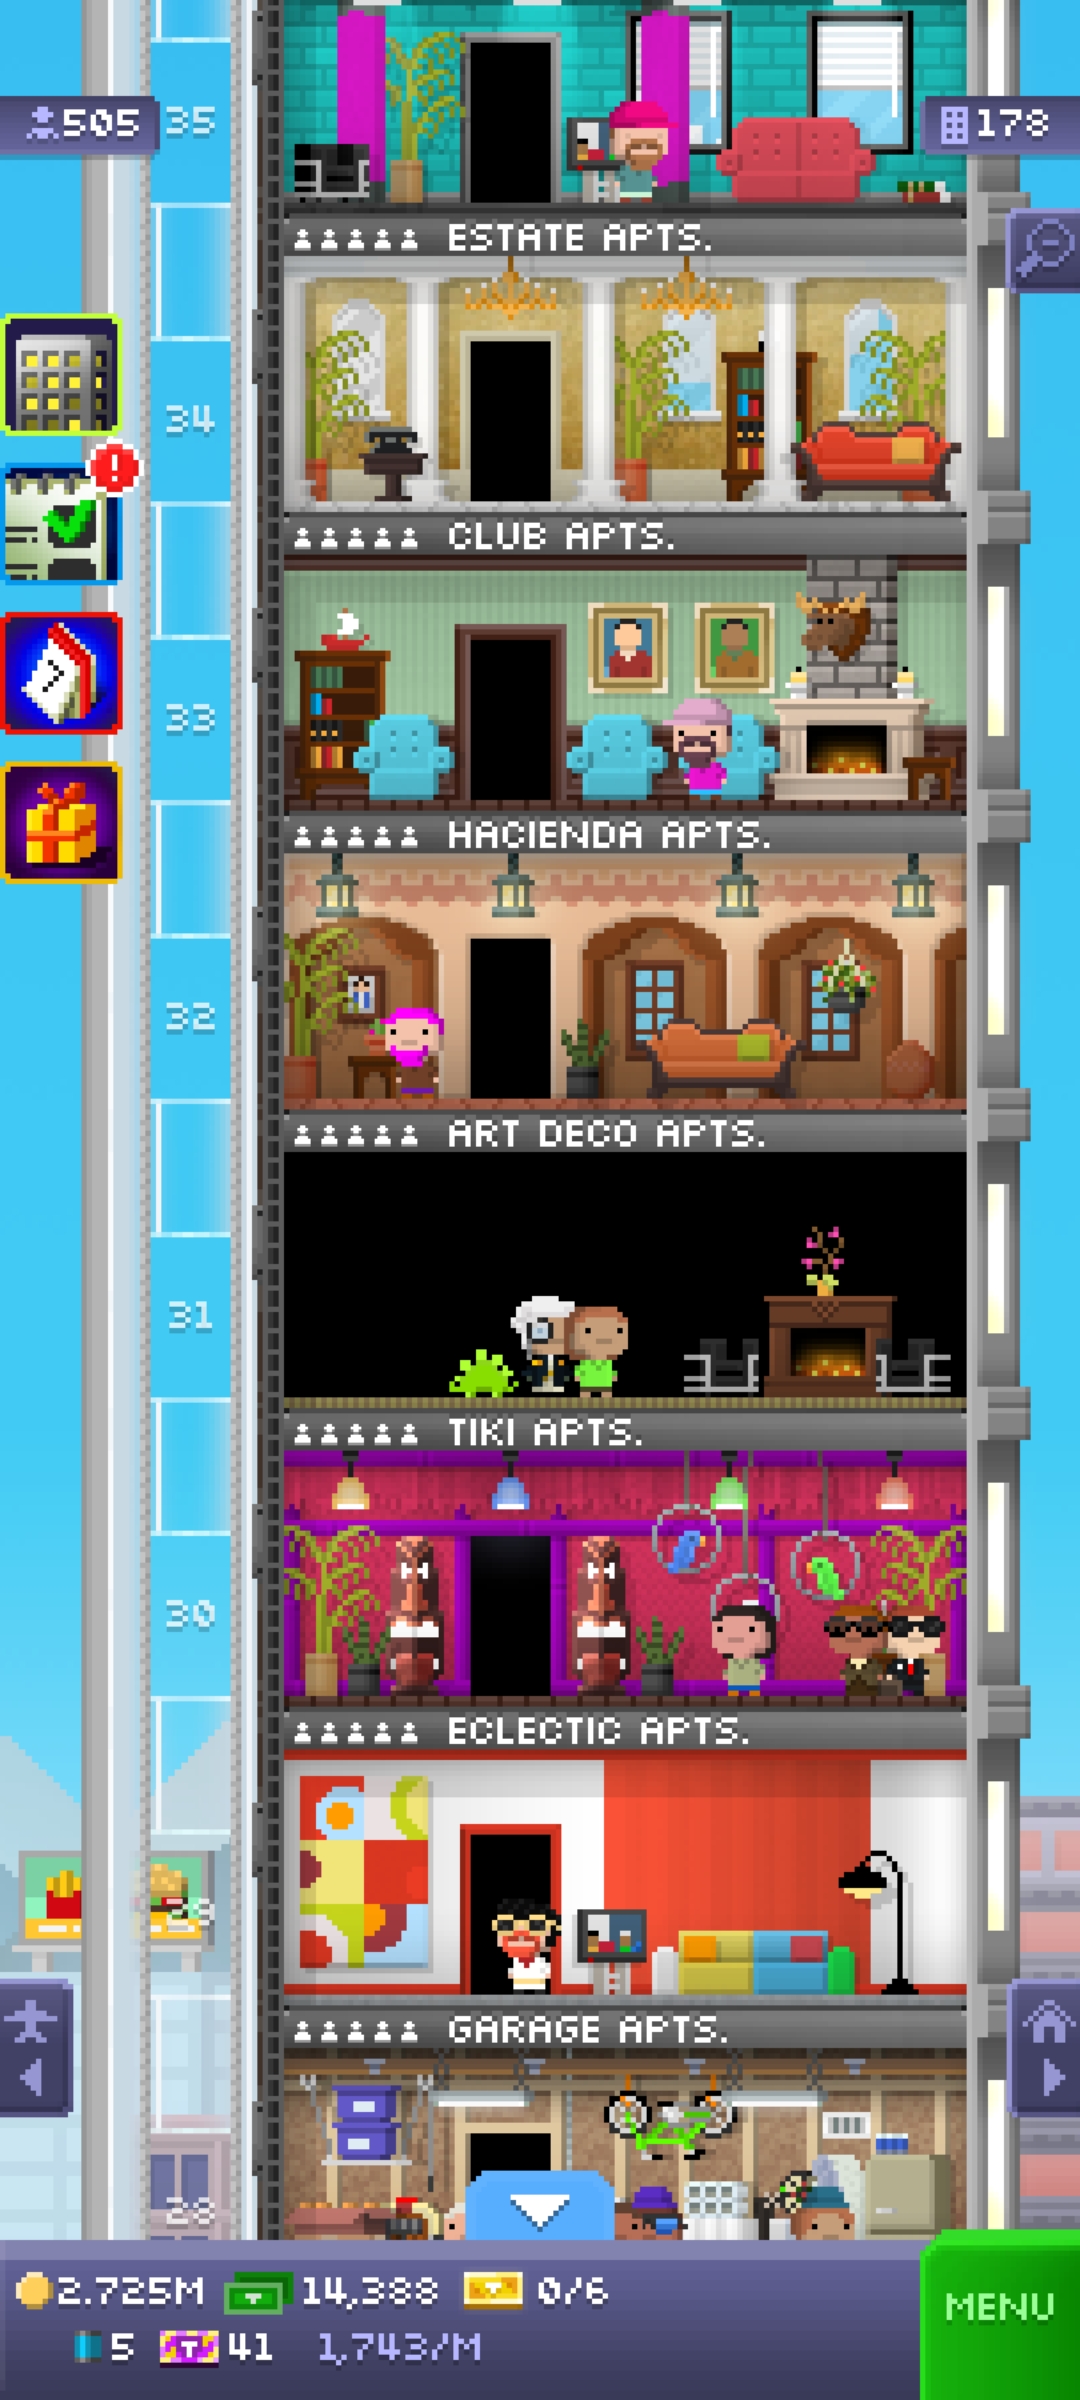 505
35
178
ESTATE APTS.
34
CLUB APTS.
7
33
HACIENDA APTS.
32
ART DECO APTS.
31
TIKI APTS.
30
ECLECTIC APTS.
GARAGE APTS.
28
2.725M 14,388 0/6
MENU
5 T 41 1,743/M